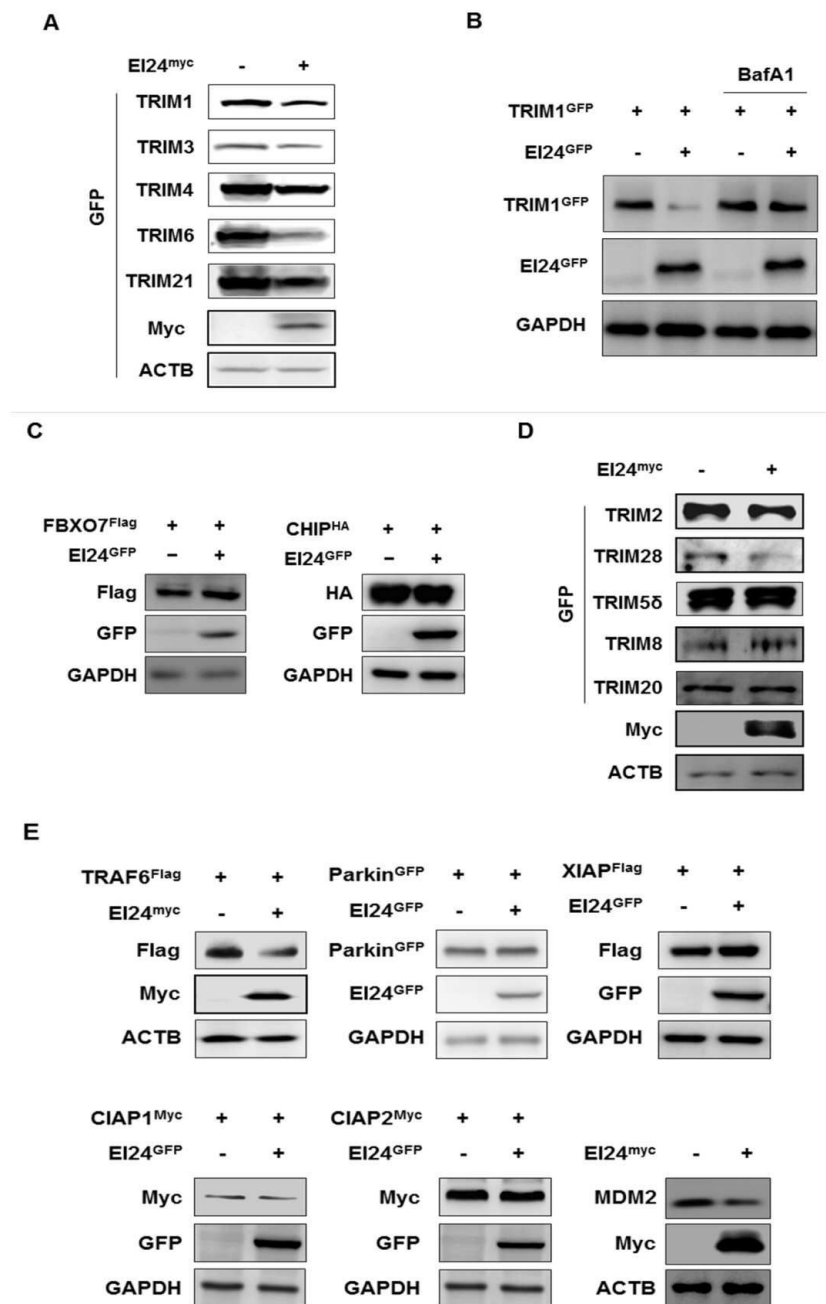 A
EI24myc - +
GFP
TRIM1
TRIM3
TRIM4
TRIM6
TRIM21
Myc
ACTB
B
BafA1
TRIM1GFP + + + +
EI24GFP - + - +
TRIM1GFP
EI24GFP
GAPDH
C
FBXO7Flag + +
EI24GFP − +
Flag
GFP
GAPDH
CHIPHA + +
EI24GFP − +
HA
GFP
GAPDH
D
EI24myc - +
GFP
TRIM2
TRIM28
TRIM5δ
TRIM8
TRIM20
Myc
ACTB
E
TRAF6Flag + +
EI24myc - +
Flag
Myc
ACTB
ParkinGFP + +
EI24GFP - +
ParkinGFP
EI24GFP
GAPDH
XIAPFlag + +
EI24GFP - +
Flag
GFP
GAPDH
CIAP1Myc + +
EI24GFP - +
Myc
GFP
GAPDH
CIAP2Myc + +
EI24GFP - +
Myc
GFP
GAPDH
EI24myc - +
MDM2
Myc
ACTB